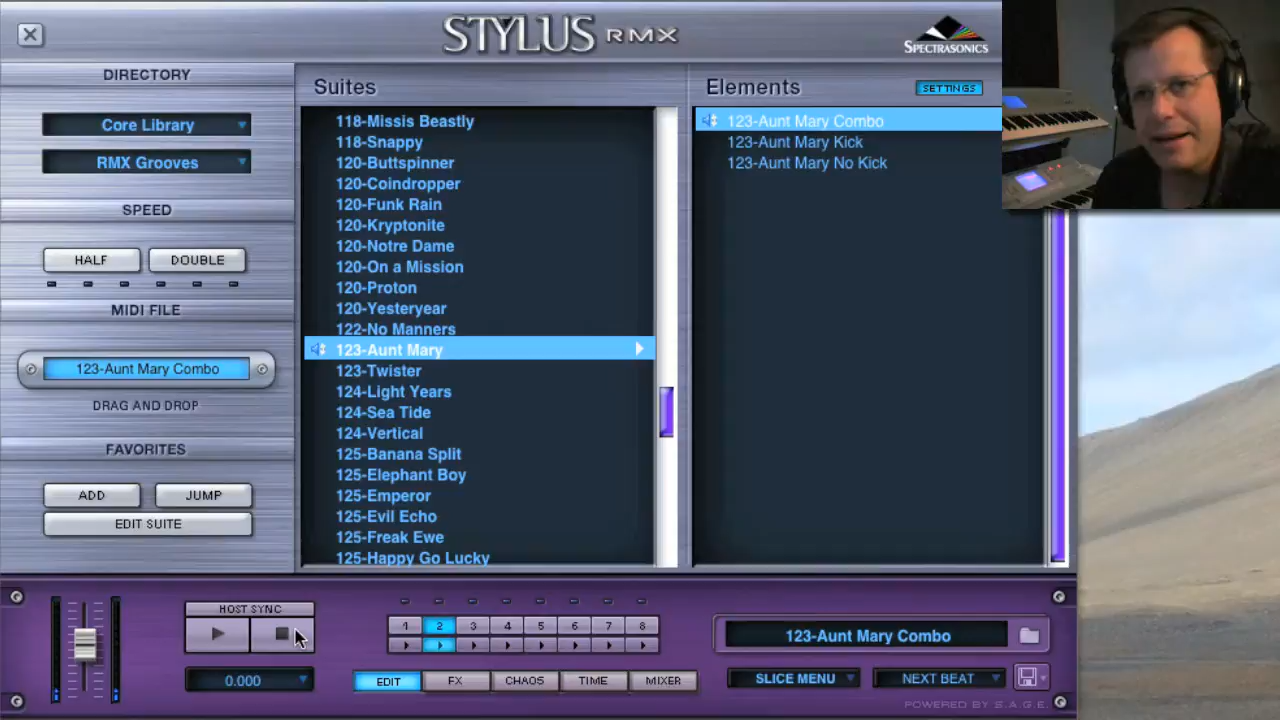 STYLUS RMX
SPECTRASONICS
DIRECTORY
Core Library
RMX Grooves
SPEED
HALF
DOUBLE
MIDI FILE
123-Aunt Mary Combo
DRAG AND DROP
FAVORITES
ADD
JUMP
EDIT SUITE
Suites
118-Missis Beastly
118-Snappy
120-Buttspinner
120-Coindropper
120-Funk Rain
120-Kryptonite
120-Notre Dame
120-On a Mission
120-Proton
120-Yesteryear
122-No Manners
123-Aunt Mary
123-Twister
124-Light Years
124-Sea Tide
124-Vertical
125-Banana Split
125-Elephant Boy
125-Emperor
125-Evil Echo
125-Freak Ewe
125-Happy Go Lucky
Elements
SETTINGS
123-Aunt Mary Combo
123-Aunt Mary Kick
123-Aunt Mary No Kick
HOST SYNC
0.000
1 2 3 4 5 6 7 8
EDIT FX CHAOS TIME MIXER
123-Aunt Mary Combo
SLICE MENU
NEXT BEAT
POWERED BY S.A.G.E.